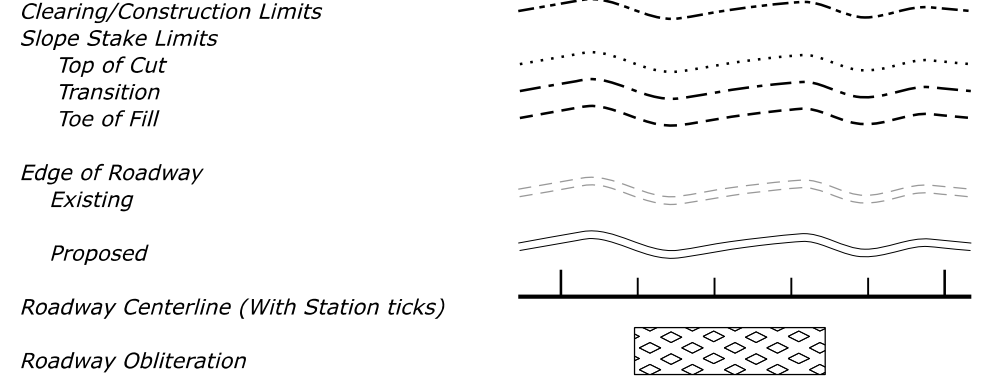 Clearing/Construction Limits
Slope Stake Limits
Top of Cut
Transition
Toe of Fill
Edge of Roadway
Existing
Proposed
Roadway Centerline (With Station ticks)
Roadway Obliteration